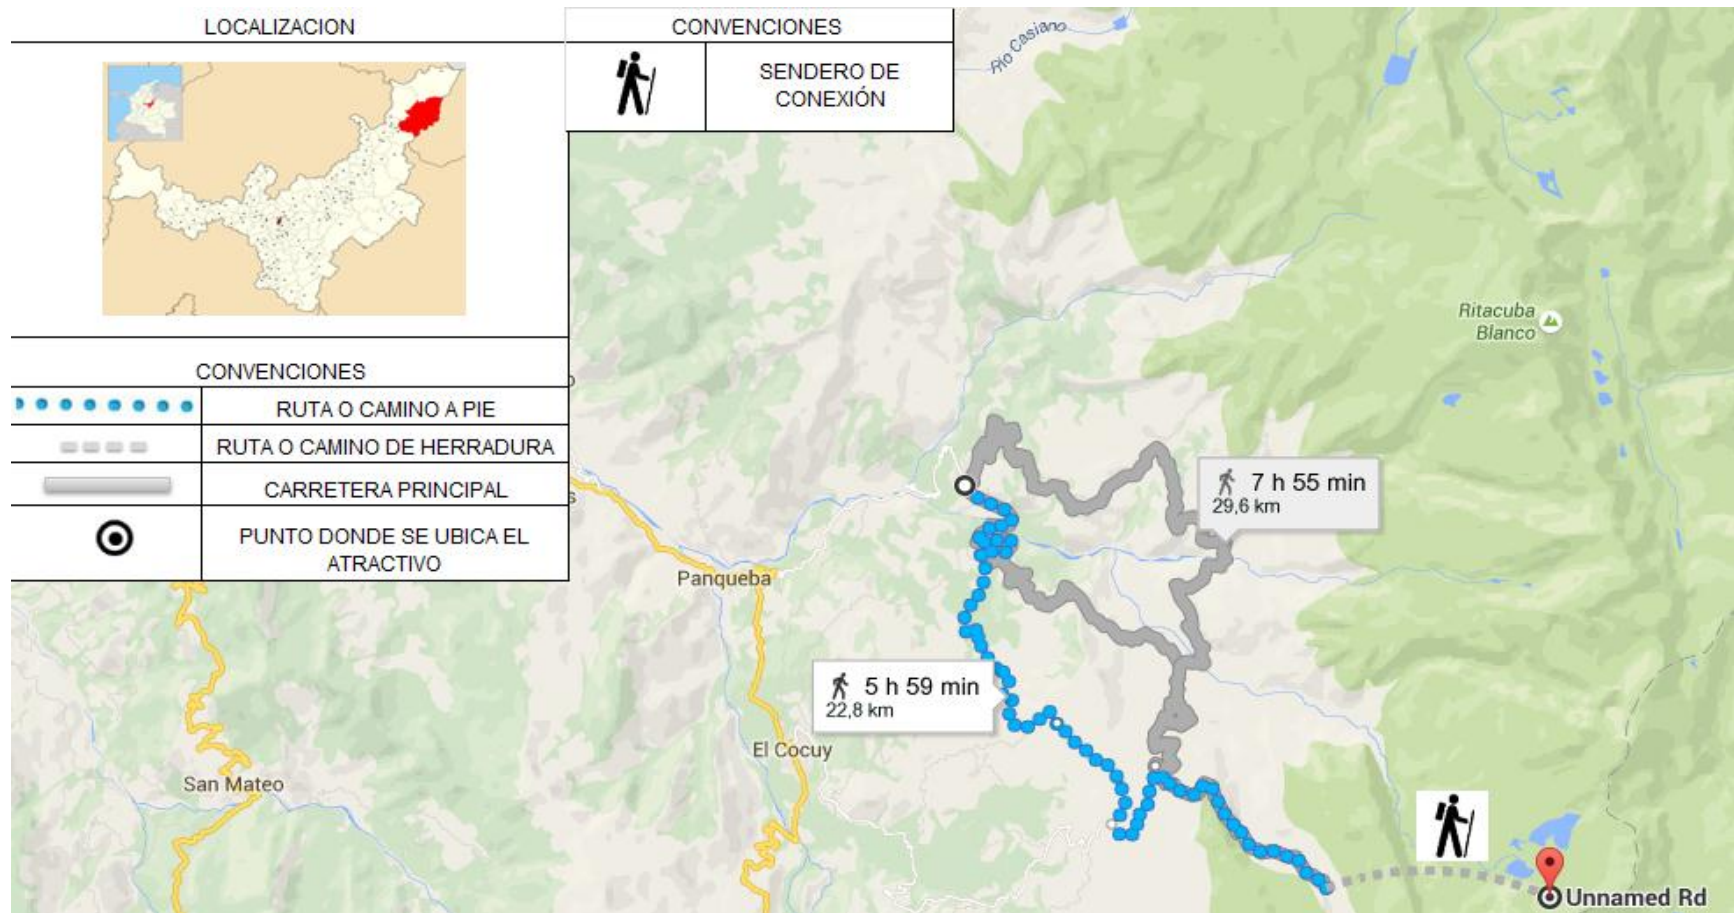 LOCALIZACION
CONVENCIONES
SENDERO DE
CONEXIÓN
Rio Casiano
CONVENCIONES
RUTA O CAMINO A PIE
RUTA O CAMINO DE HERRADURA
CARRETERA PRINCIPAL
PUNTO DONDE SE UBICA EL
ATRACTIVO
Ritacuba
Blanco
7 h 55 min
29,6 km
Panqueba
5 h 59 min
22,8 km
El Cocuy
San Mateo
Unnamed Rd